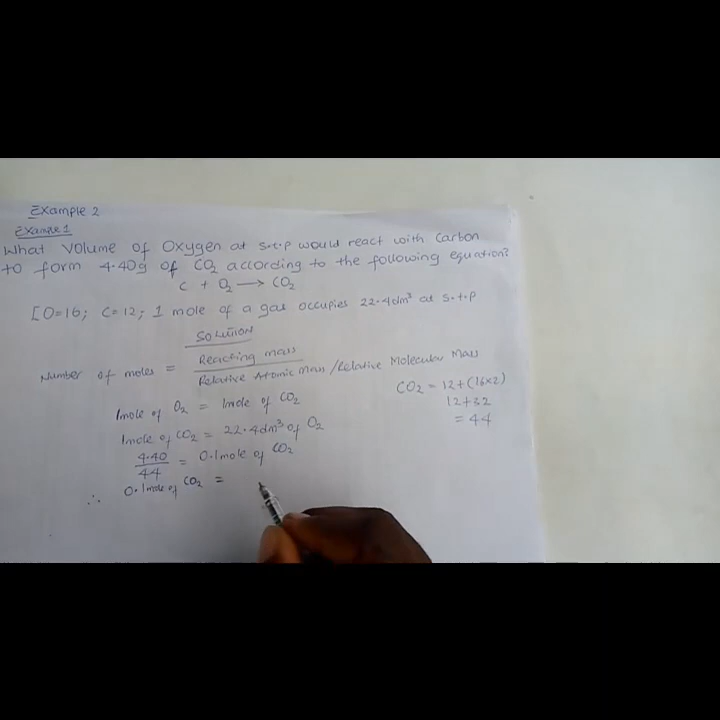 Example 2
Example 1
What Volume of Oxygen at s.t.p would react with Carbon
to form 4.40g of CO₂ according to the following equation?
C + O₂ → CO₂
[O=16; C=12; 1 mole of a gas occupies 22.4dm³ at s.t.p
SOLUTION
Number of moles = Reacting mass
Relative Atomic Mass/Relative Molecular Mass
CO₂ = 12+(16×2)
12+32
= 44
1mole of O₂ = 1mole of CO₂
1mole of CO₂ = 22.4dm³ of O₂
4.40
44
= 0.1mole of CO₂
∴ 0.1mole of CO₂ =